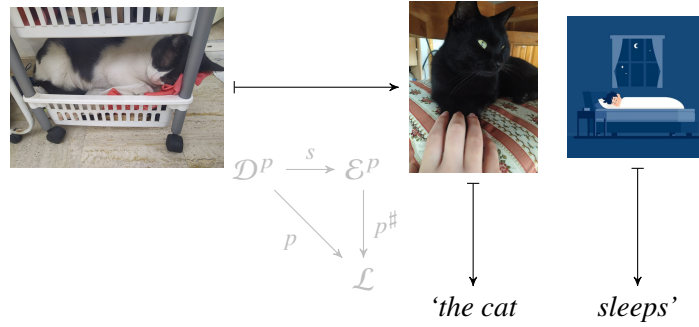 𝒟ᵖ s ℰᵖ
p p♯
ℒ
‘the cat sleeps’